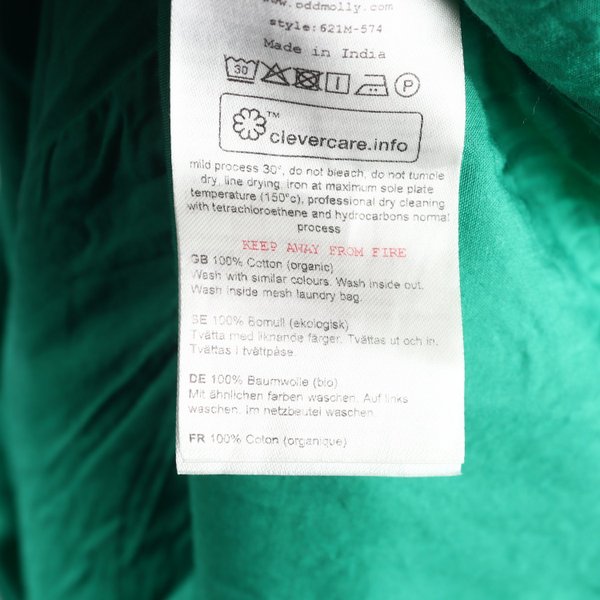 www.oddmolly.com
style:621M-574
Made in India
30 P
™
clevercare.info
mild process 30°, do not bleach, do not tumble
dry, line drying, iron at maximum sole plate
temperature (150°c), professional dry cleaning
with tetrachloroethene and hydrocarbons normal
process
KEEP AWAY FROM FIRE
GB 100% Cotton (organic)
Wash with similar colours. Wash inside out.
Wash inside mesh laundry bag.
SE 100% Bomull (ekologisk)
Tvätta med liknande färger. Tvättas ut och in.
Tvättas i tvättpåse.
DE 100% Baumwolle (bio)
Mit ähnlichen farben waschen. Auf links
waschen. Im netzbeutel waschen.
FR 100% Coton (organique)